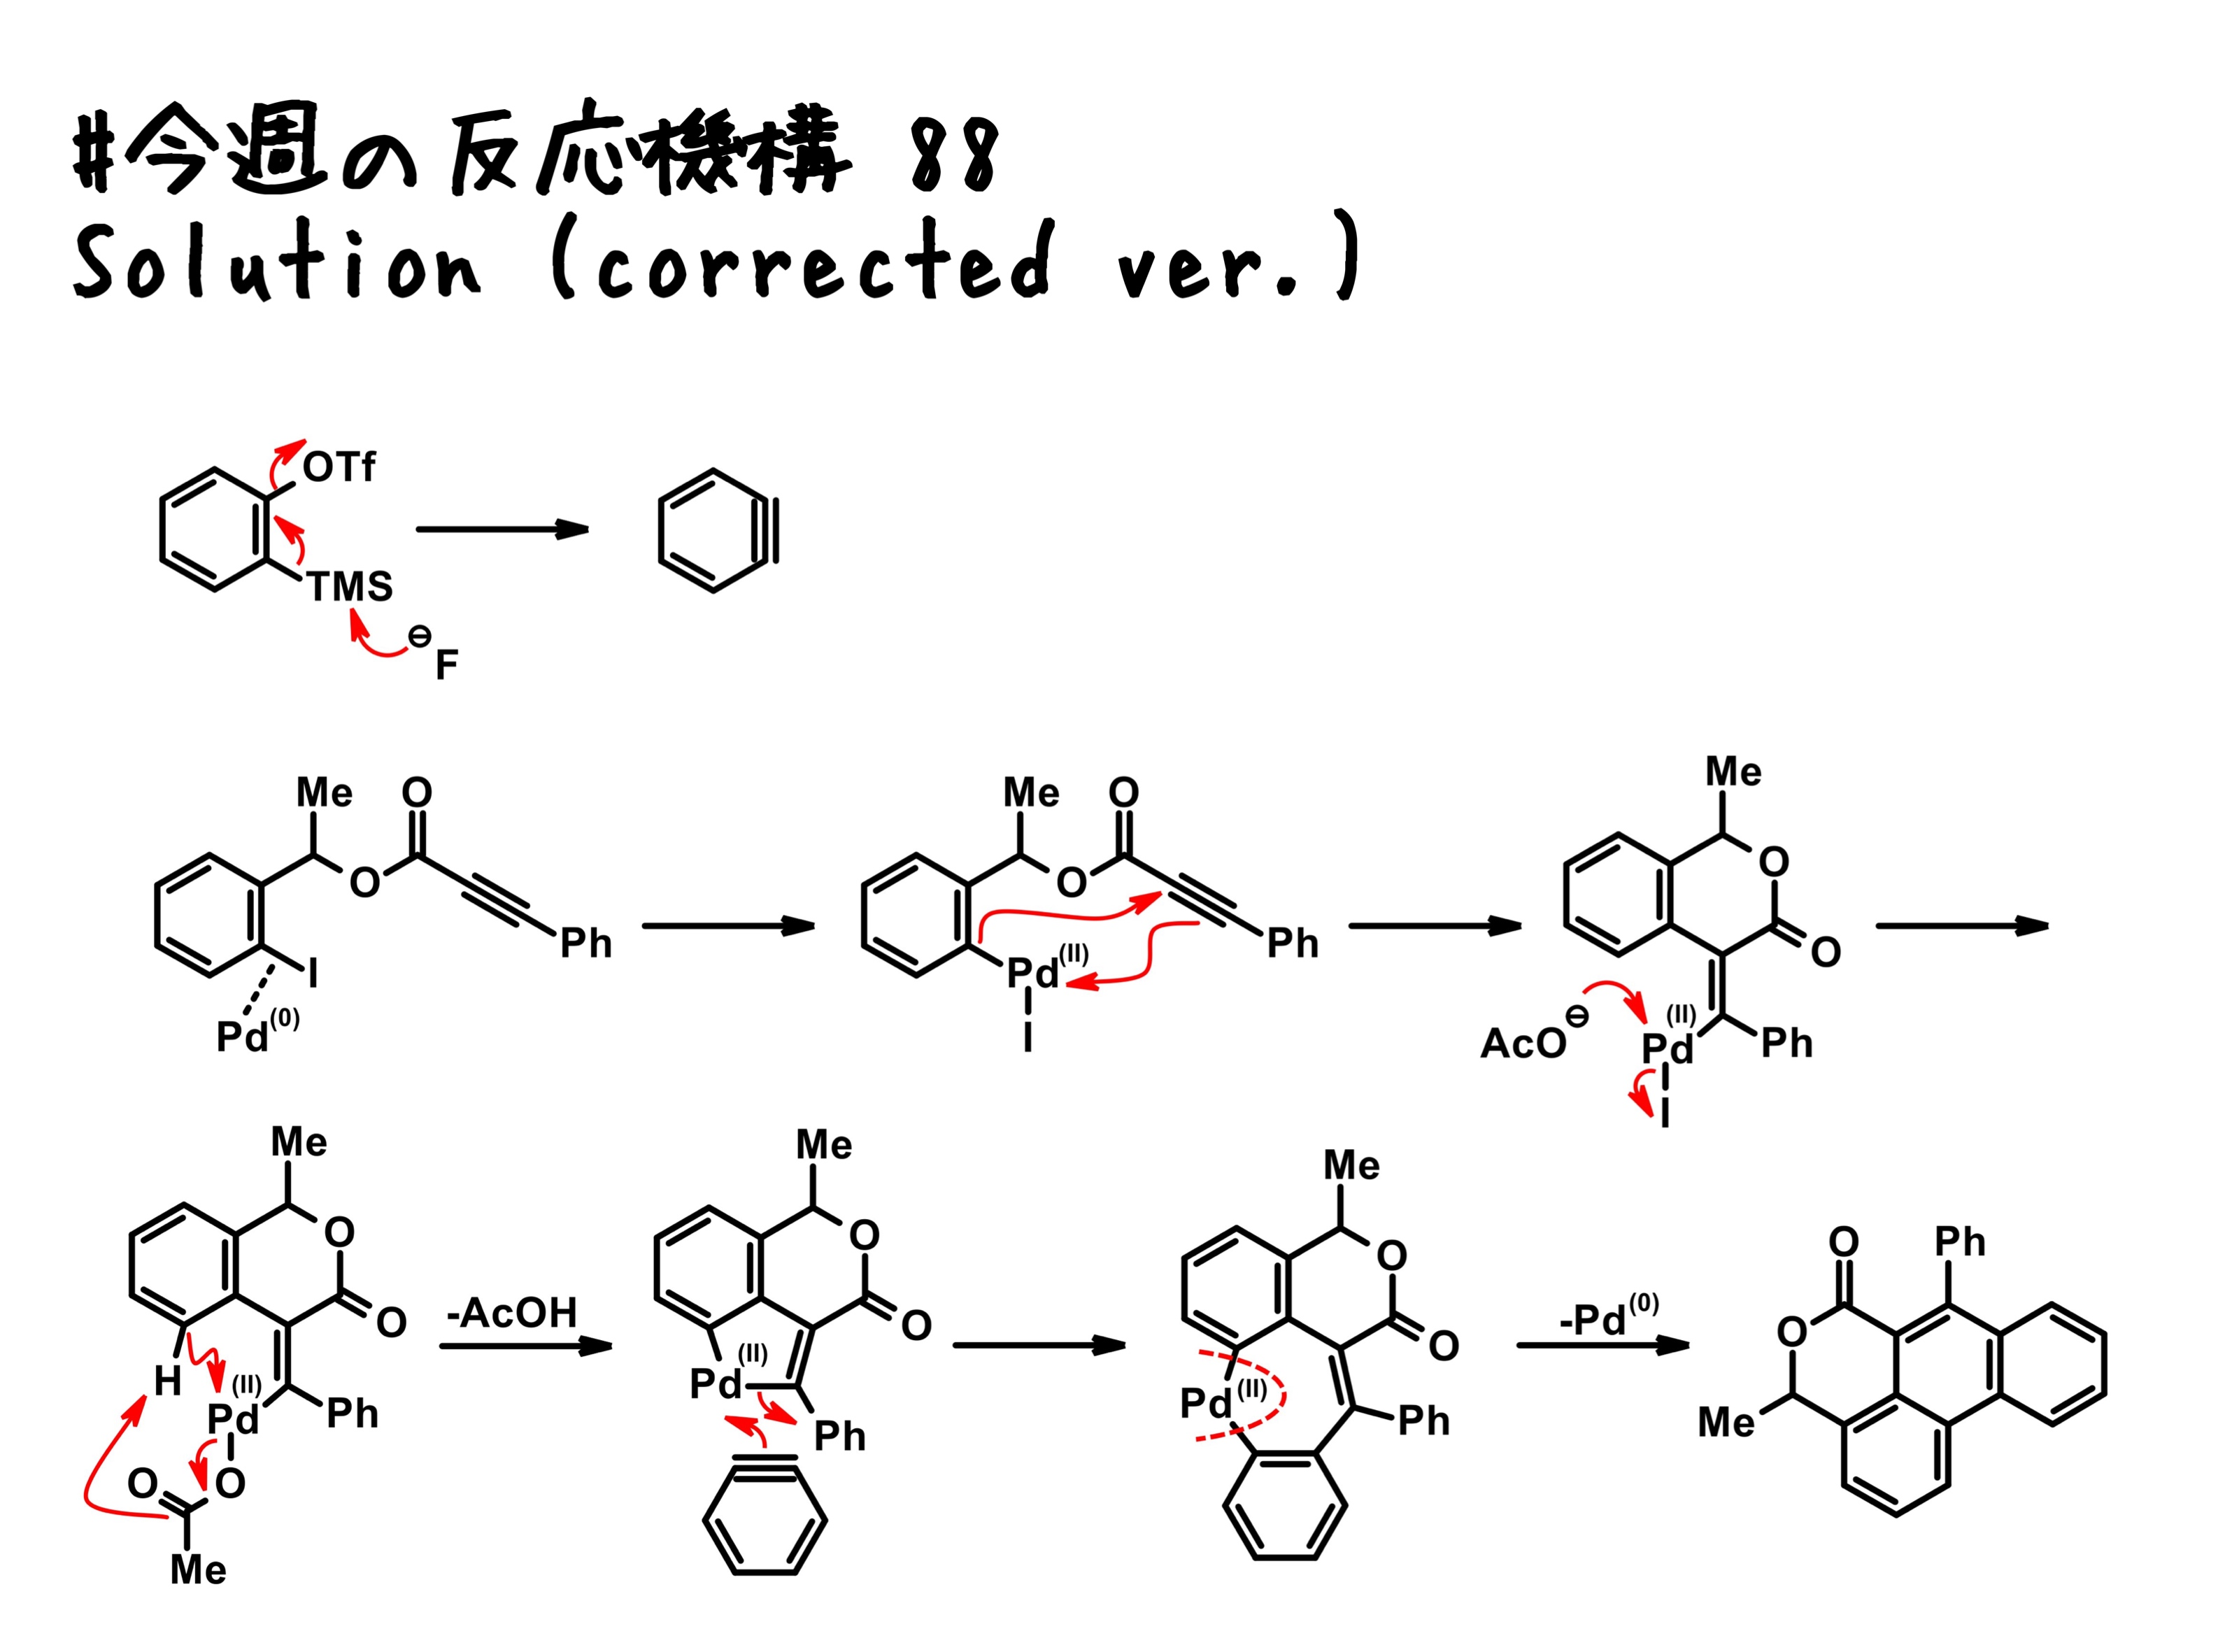 #今週の反応機構 88
Solution (corrected ver.)
OTf
TMS
⊖
F
Me O
O
Ph
I
Pd(0)
Me O
O
Ph
Pd(II)
I
Me
O
O
AcO⊖
Pd(II)
Ph
I
Me
O
O
H
Pd(II)
Ph
O O
Me
-AcOH
Me
O
O
Pd(II)
Ph
Me
O
O
Pd(II)
Ph
-Pd(0)
O Ph
O
Me